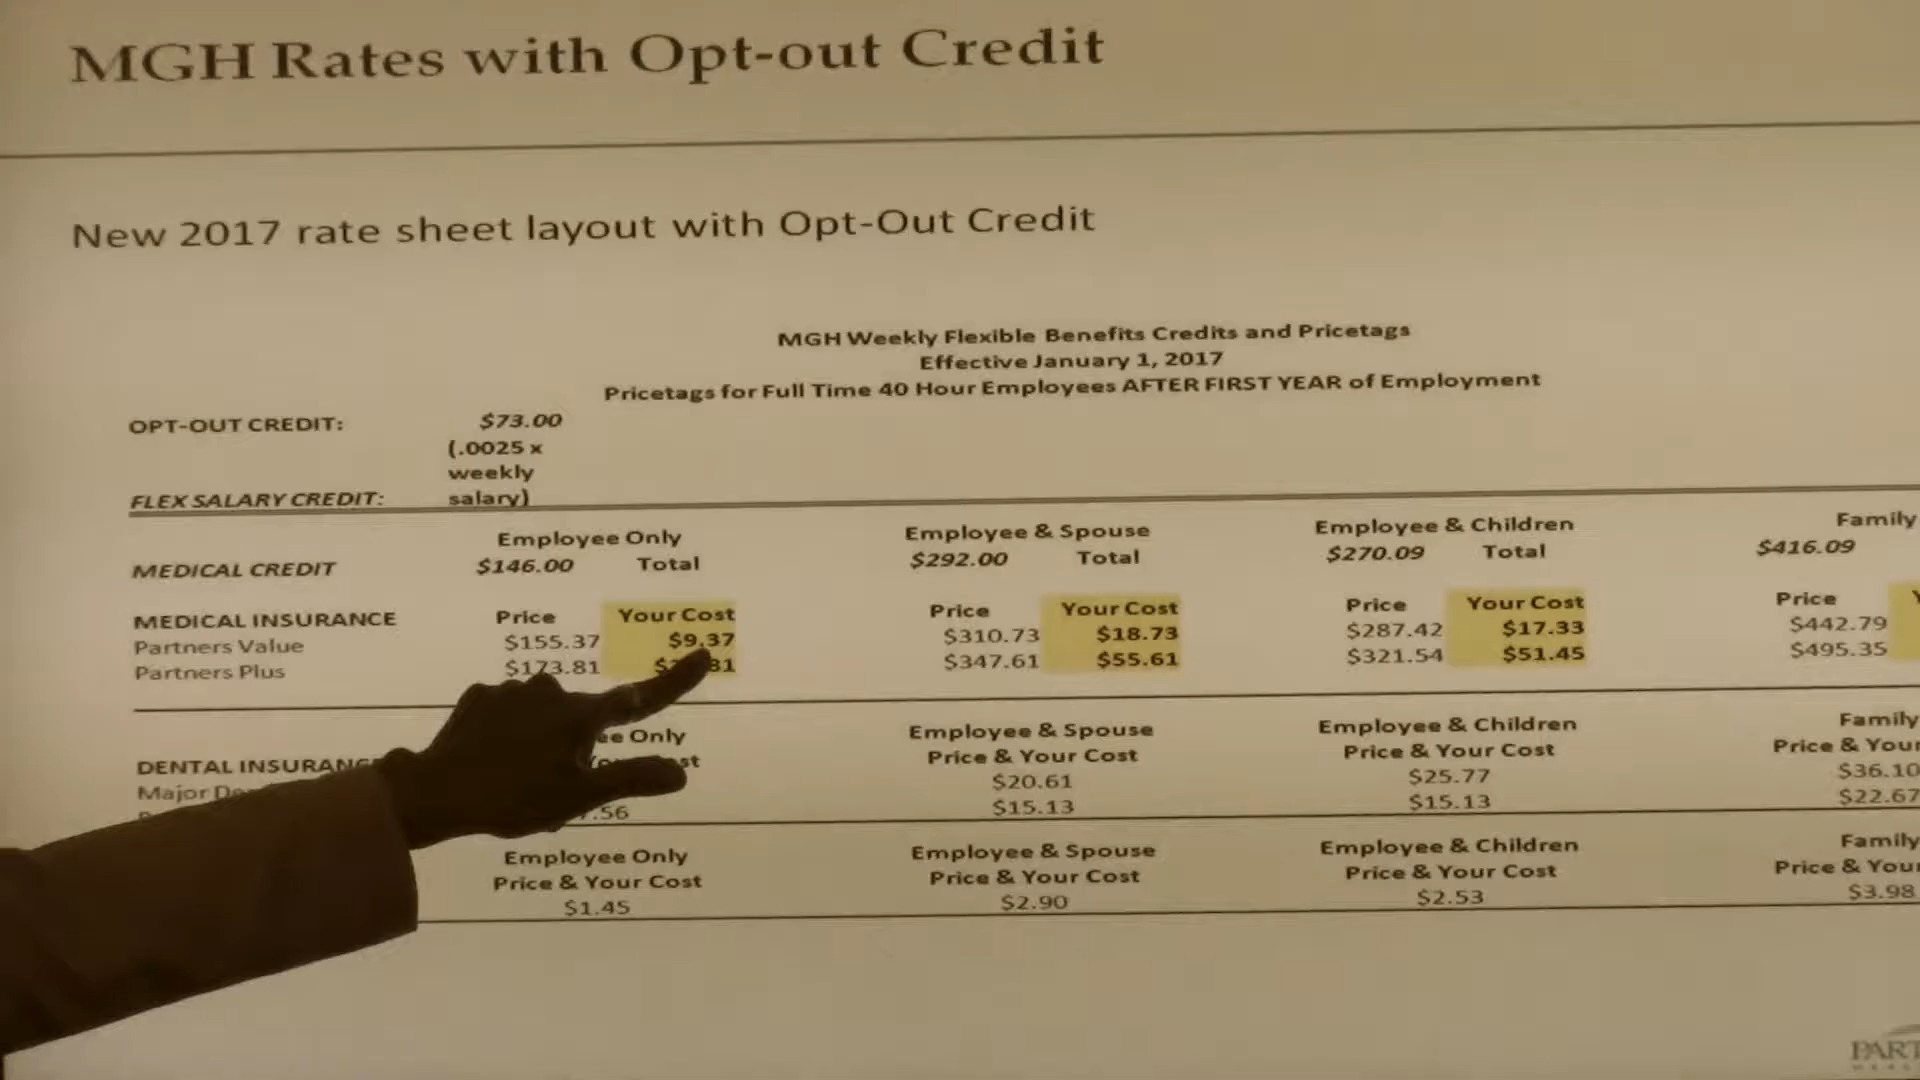 MGH Rates with Opt-out Credit
New 2017 rate sheet layout with Opt-Out Credit
MGH Weekly Flexible Benefits Credits and Pricetags
Effective January 1, 2017
Pricetags for Full Time 40 Hour Employees AFTER FIRST YEAR of Employment
OPT-OUT CREDIT: $73.00
(.0025 x
weekly
FLEX SALARY CREDIT: salary)
Employee Only Employee & Spouse Employee & Children Family
MEDICAL CREDIT $146.00 Total $292.00 Total $270.09 Total $416.09
MEDICAL INSURANCE Price Your Cost Price Your Cost Price Your Cost Price
Partners Value $155.37 $9.37 $310.73 $18.73 $287.42 $17.33 $442.79
Partners Plus $173.81 $347.61 $55.61 $321.54 $51.45 $495.35
Only Employee & Spouse Employee & Children Family
DENTAL Price & Your Cost Price & Your Cost Price & Your
Major $20.61 $25.77 $36.10
.56 $15.13 $15.13 $22.67
Employee Only Employee & Spouse Employee & Children Family
Price & Your Cost Price & Your Cost Price & Your Cost Price & Your
$1.45 $2.90 $2.53 $3.98
PART